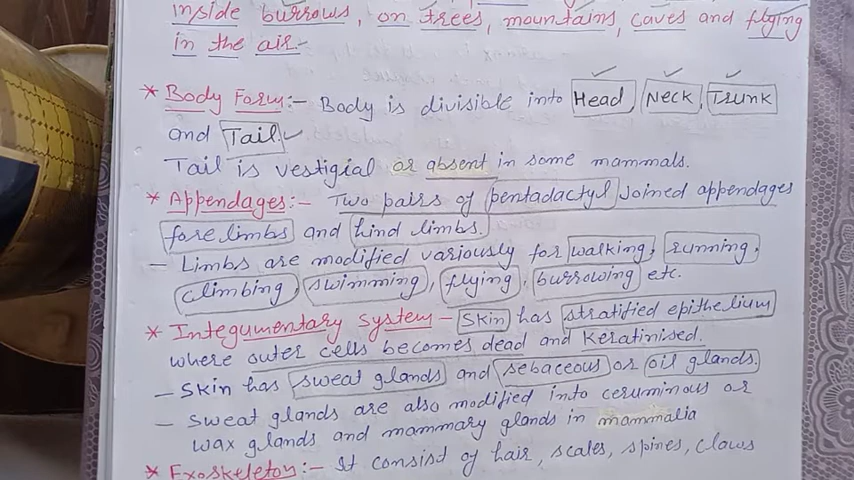 inside burrows, on trees, mountains, caves and flying
in the air-
* Body Form:- Body is divisible into Head, Neck, Trunk
and Tail.
Tail is vestigial or absent in some mammals.
* Appendages:- Two pairs of pentadactyl joined appendages
fore limbs and hind limbs.
- Limbs are modified variously for walking, running,
climbing, swimming, flying, burrowing etc.
* Integumentary System - Skin has stratified epithelium
where outer cells becomes dead and Keratinised.
- Skin has sweat glands and sebaceous or oil glands.
- Sweat glands are also modified into ceruminous or
wax glands and mammary glands in mammalia
* Exoskeleton:- It consist of hair, scales, spines, claws